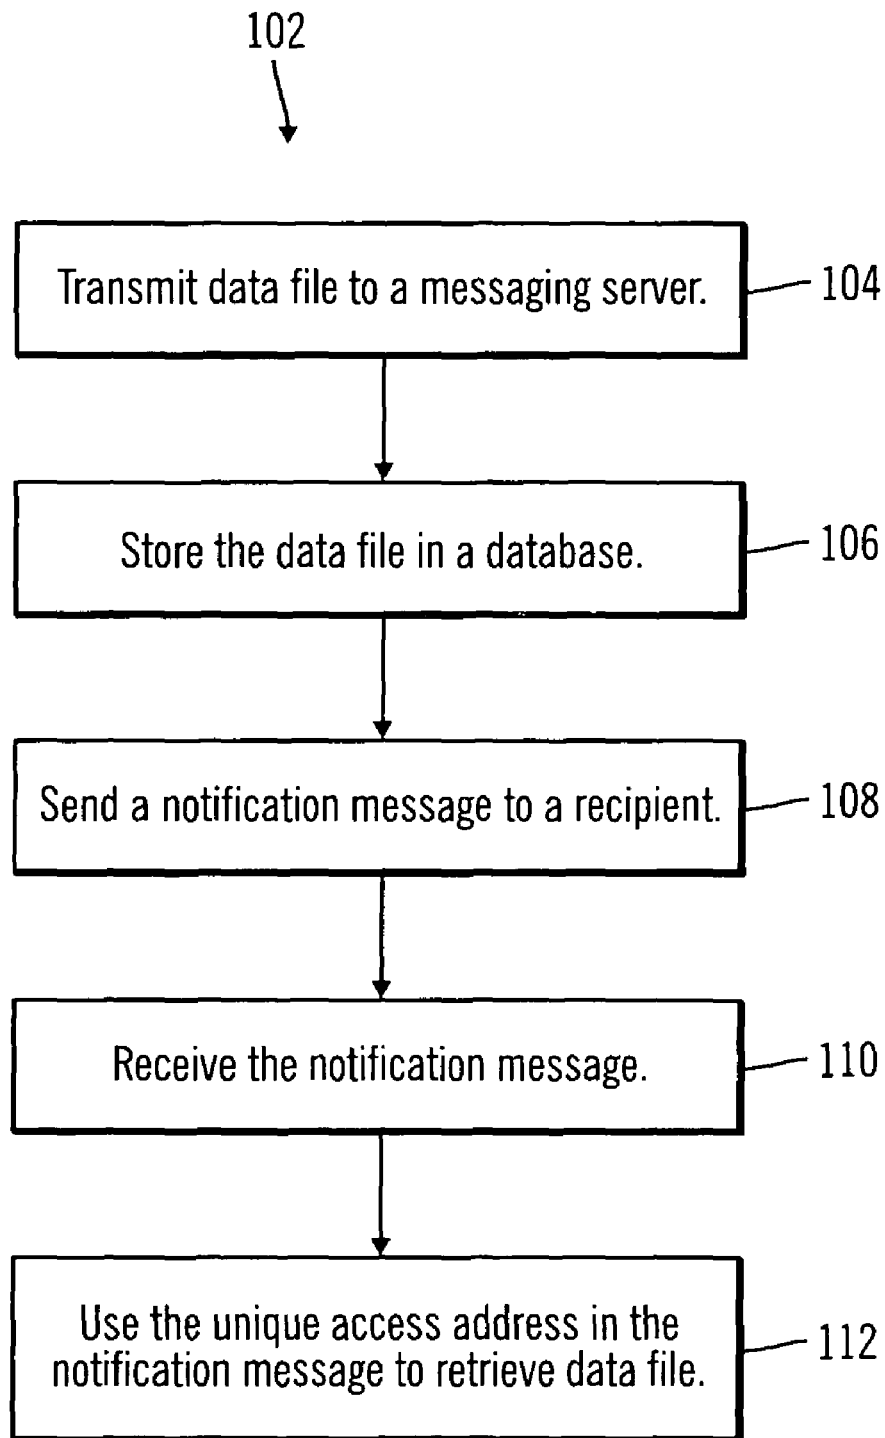 102
Transmit data file to a messaging server.
104
Store the data file in a database.
106
Send a notification message to a recipient.
108
Receive the notification message.
110
Use the unique access address in the
notification message to retrieve data file.
112